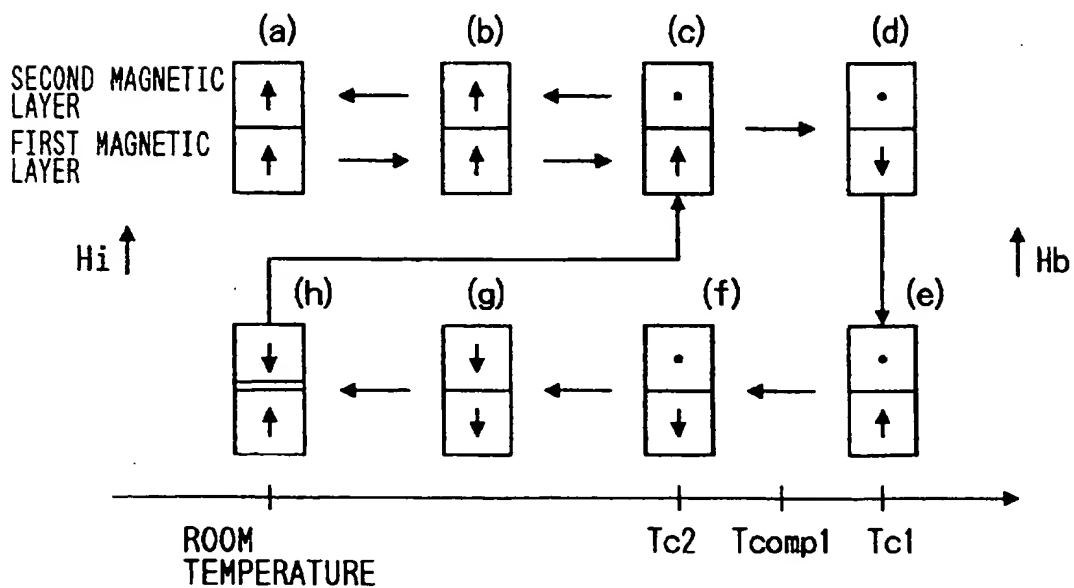 (a) (b) (c) (d)
SECOND MAGNETIC
LAYER
FIRST MAGNETIC
LAYER
Hi Hb
(h) (g) (f) (e)
Tc2 Tcomp1 Tc1
ROOM
TEMPERATURE